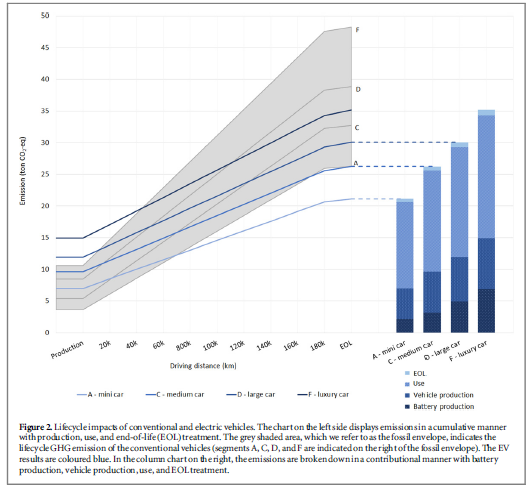 50
45
40
35
30
25
20
15
10
5
0
Emission (ton CO2-eq)
F
D
C
A
Production
20k
40k
60k
800k
100k
120k
140k
160k
180k
EOL
Driving distance (km)
A - mini car
C - medium car
D - large car
F - luxury car
A - mini car
C - medium car
D - large car
F - luxury car
EOL
Use
Vehicle production
Battery production
Figure 2. Lifecycle impacts of conventional and electric vehicles. The chart on the left side displays emission in a cumulative manner
with production, use, and end-of-life (EOL) treatment. The grey shaded area, which we refer to as the fossil envelope, indicates the
lifecycle GHG emission of the conventional vehicles (segments A, C, D, and F are indicated on the right of the fossil envelope). The EV
results are coloured blue. In the column chart on the right, the emissions are broken down in a contributional manner with battery
production, vehicle production, use, and EOL treatment.